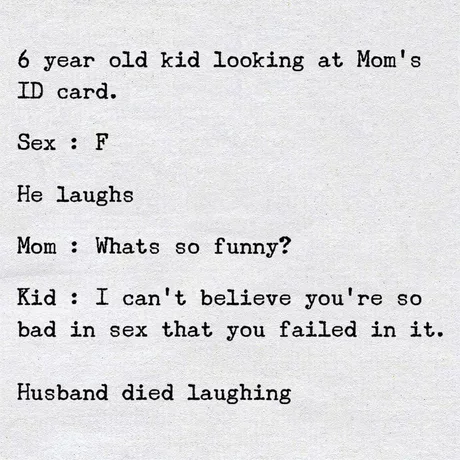 6 year old kid looking at Mom's
ID card.
Sex : F
He laughs
Mom : Whats so funny?
Kid : I can't believe you're so
bad in sex that you failed in it.
Husband died laughing